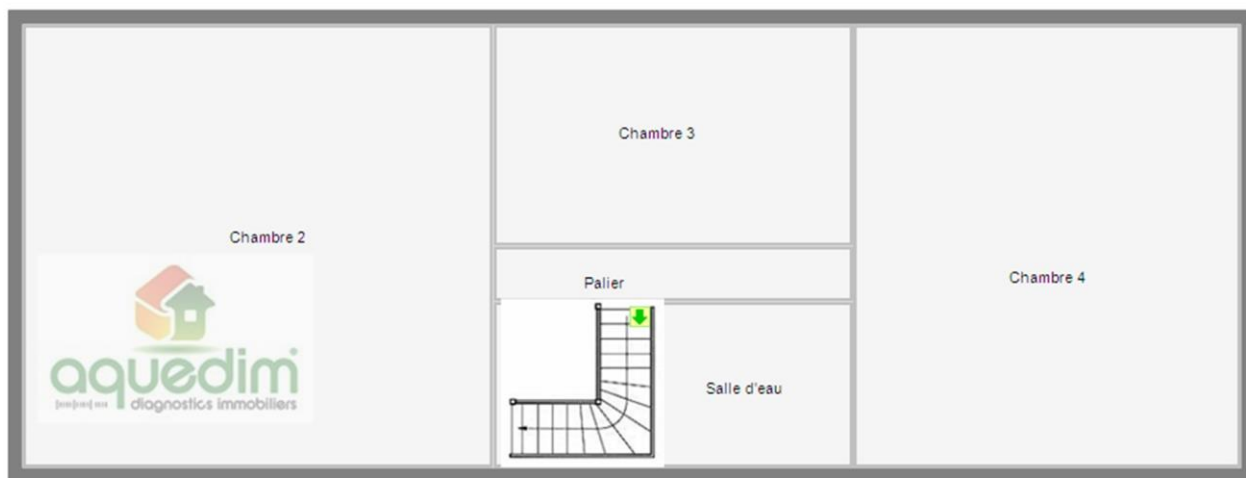 Chambre 3
Chambre 2
Palier
Chambre 4
Salle d'eau
aquedim
diagnostics immobiliers